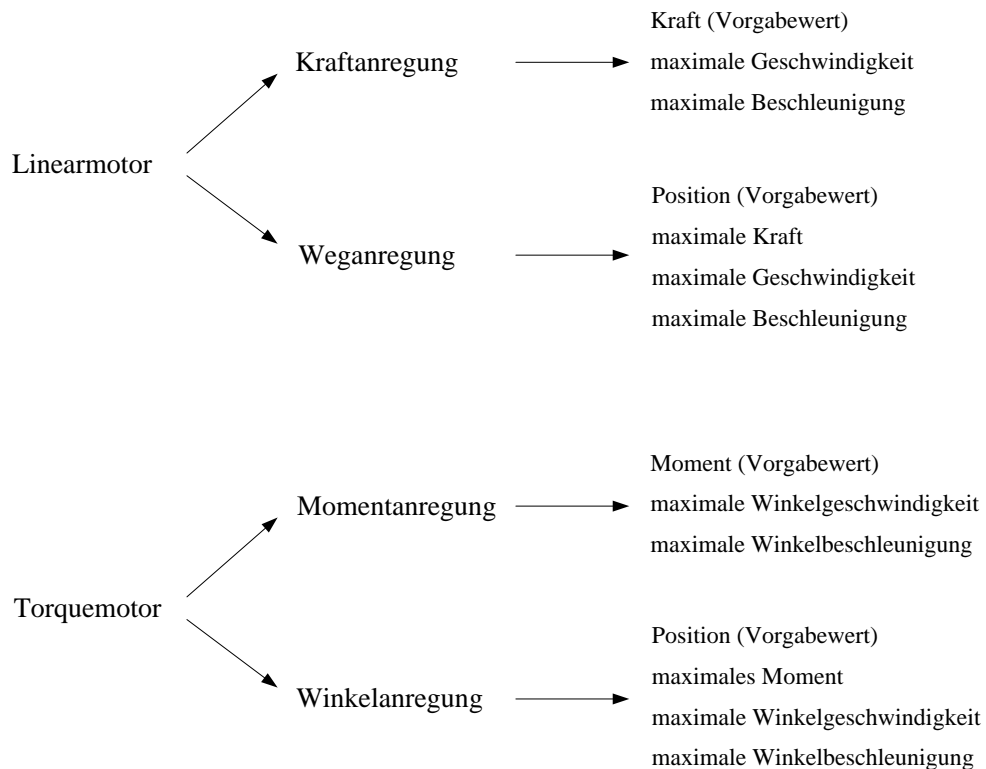 Linearmotor
Kraftanregung
Kraft (Vorgabewert)
maximale Geschwindigkeit
maximale Beschleunigung
Weganregung
Position (Vorgabewert)
maximale Kraft
maximale Geschwindigkeit
maximale Beschleunigung
Torquemotor
Momentanregung
Moment (Vorgabewert)
maximale Winkelgeschwindigkeit
maximale Winkelbeschleunigung
Winkelanregung
Position (Vorgabewert)
maximales Moment
maximale Winkelgeschwindigkeit
maximale Winkelbeschleunigung